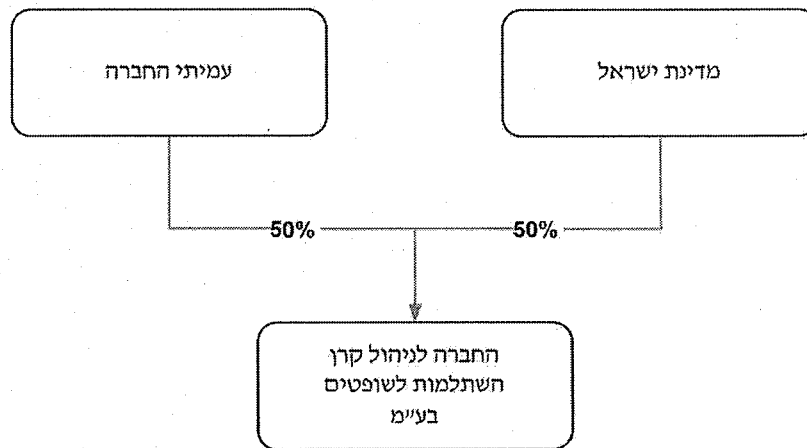 מדינת ישראל
עמיתי החברה
50%
50%
החברה לניהול קרן
השתלמות לשופטים
בע״מ